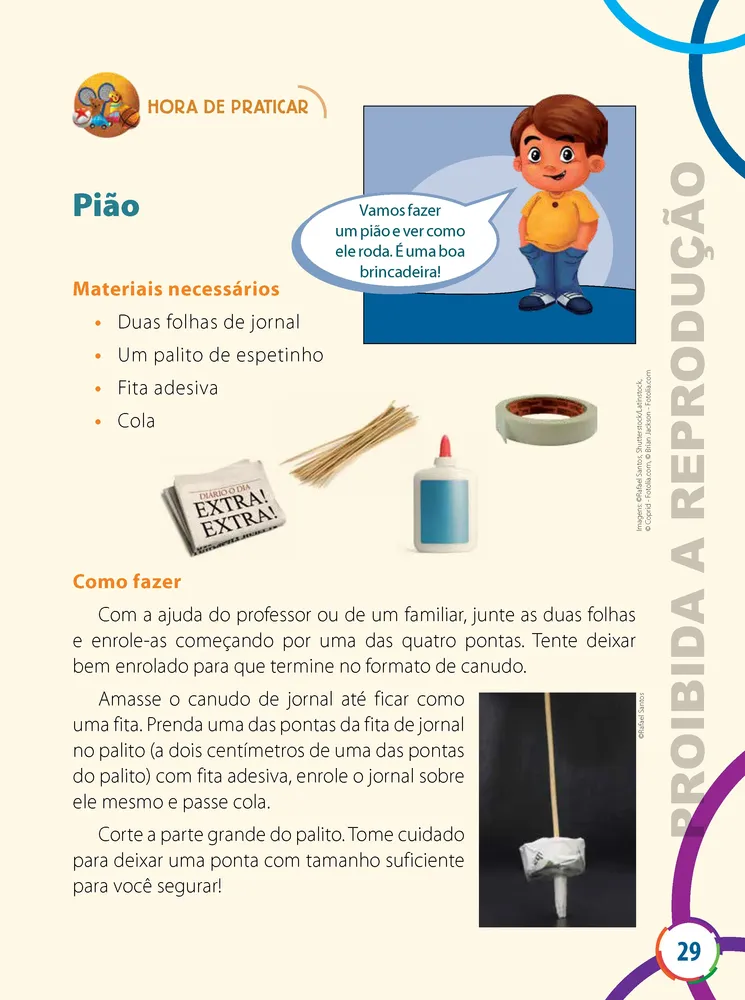 HORA DE PRATICAR
Pião
Vamos fazer
um pião e ver como
ele roda. É uma boa
brincadeira!
Materiais necessários
• Duas folhas de jornal
• Um palito de espetinho
• Fita adesiva
• Cola
DIÁRIO O DIA
EXTRA!
EXTRA!
Imagens: ©Rafael Santos, Shutterstock/Latinstock,
© Coprid - Fotolia.com, © Brian Jackson - Fotolia.com
Como fazer
Com a ajuda do professor ou de um familiar, junte as duas folhas
e enrole-as começando por uma das quatro pontas. Tente deixar
bem enrolado para que termine no formato de canudo.
Amasse o canudo de jornal até ficar como
uma fita. Prenda uma das pontas da fita de jornal
no palito (a dois centímetros de uma das pontas
do palito) com fita adesiva, enrole o jornal sobre
ele mesmo e passe cola.
Corte a parte grande do palito. Tome cuidado
para deixar uma ponta com tamanho suficiente
para você segurar!
©Rafael Santos
PROIBIDA A REPRODUÇÃO
29